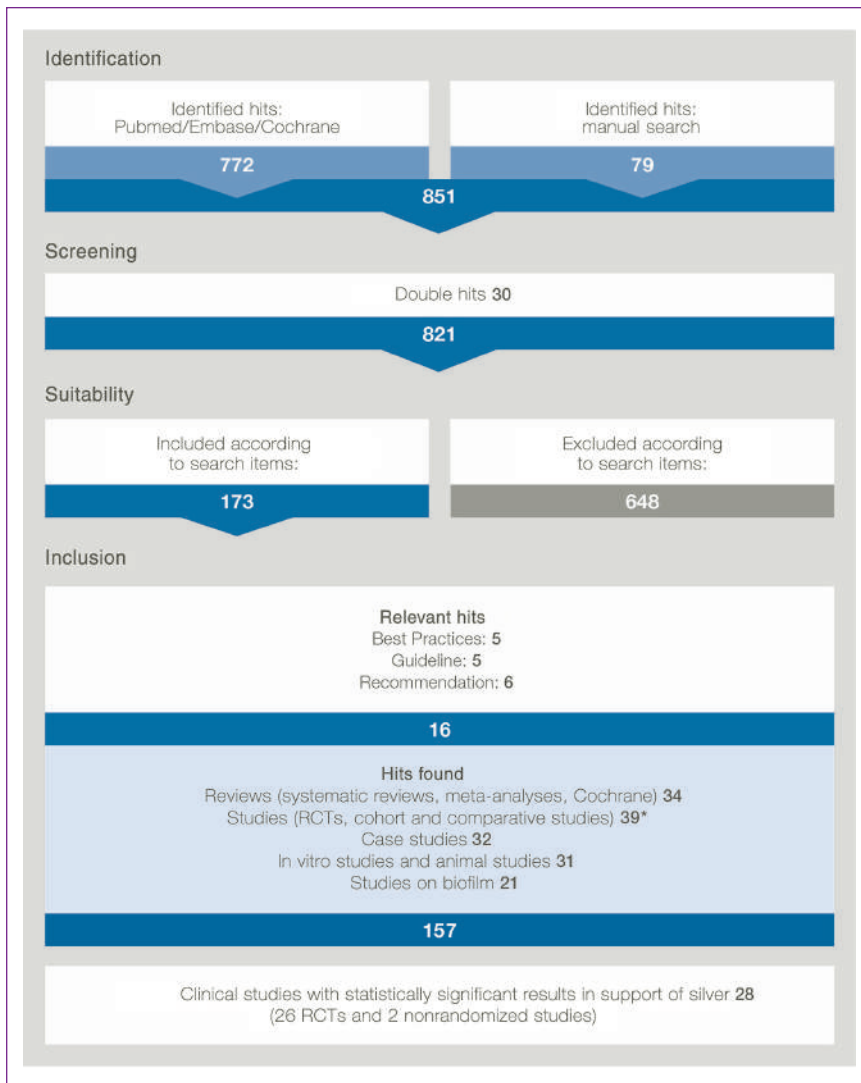 Identification
Identified hits:
Pubmed/Embase/Cochrane
772
Identified hits:
manual search
79
851
Screening
Double hits 30
821
Suitability
Included according
to search items:
173
Excluded according
to search items:
648
Inclusion
Relevant hits
Best Practices: 5
Guideline: 5
Recommendation: 6
16
Hits found
Reviews (systematic reviews, meta-analyses, Cochrane) 34
Studies (RCTs, cohort and comparative studies) 39*
Case studies 32
In vitro studies and animal studies 31
Studies on biofilm 21
157
Clinical studies with statistically significant results in support of silver 28
(26 RCTs and 2 nonrandomized studies)